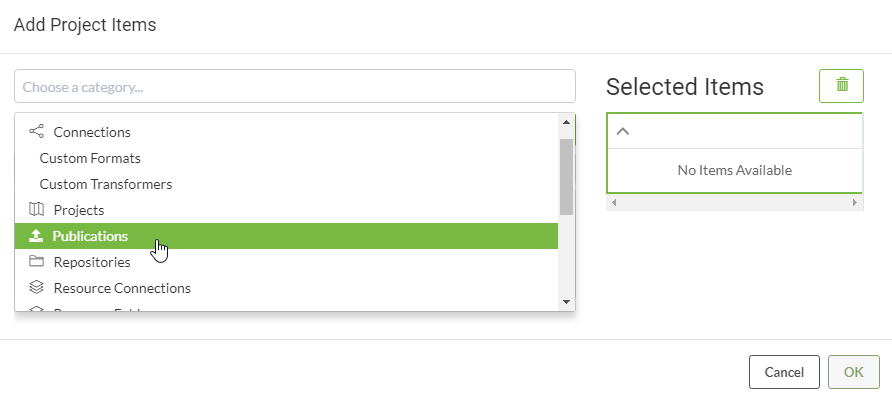 Add Project Items
Choose a category...
Selected Items
Connections
Custom Formats
Custom Transformers
Projects
Publications
Repositories
Resource Connections
No Items Available
Cancel
OK